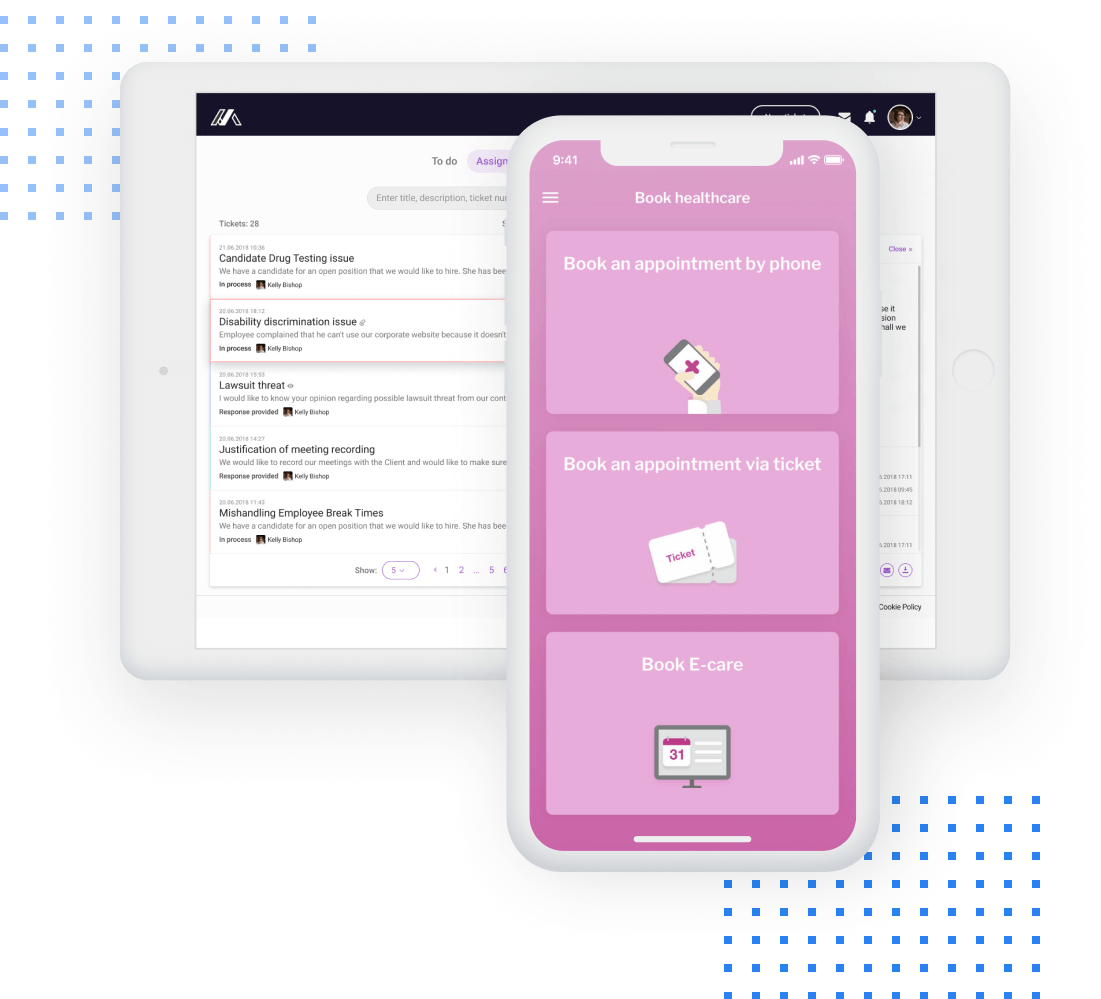 To do Assign
Enter title, description, ticket nu
Tickets: 28
21.06.2018 10:36
Candidate Drug Testing issue
We have a candidate for an open position that we would like to hire. She has bee
In process Kelly Bishop
20.06.2018 18:12
Disability discrimination issue
Employee complained that he can't use our corporate website because it doesn't
In process Kelly Bishop
20.06.2018 15:53
Lawsuit threat
I would like to know your opinion regarding possible lawsuit threat from our cont
Response provided Kelly Bishop
20.06.2018 14:27
Justification of meeting recording
We would like to record our meetings with the Client and would like to make sure
Response provided Kelly Bishop
20.06.2018 11:43
Mishandling Employee Break Times
We have a candidate for an open position that we would like to hire. She has bee
In process Kelly Bishop
Show: 5 1 2 ... 5 6
Close ×
se it
sion
hall we
.2018 17:11
.2018 09:45
.2018 18:12
.2018 17:11
Cookie Policy
9:41
Book healthcare
Book an appointment by phone
Book an appointment via ticket
Ticket
Book E-care
31